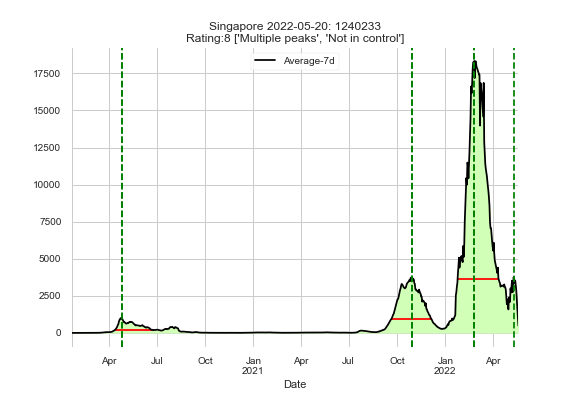 Singapore 2022-05-20: 1240233
Rating:8 ['Multiple peaks', 'Not in control']
Average-7d
17500
15000
12500
10000
7500
5000
2500
0
Apr Jul Oct Jan Apr Jul Oct Jan Apr
2021 2022
Date